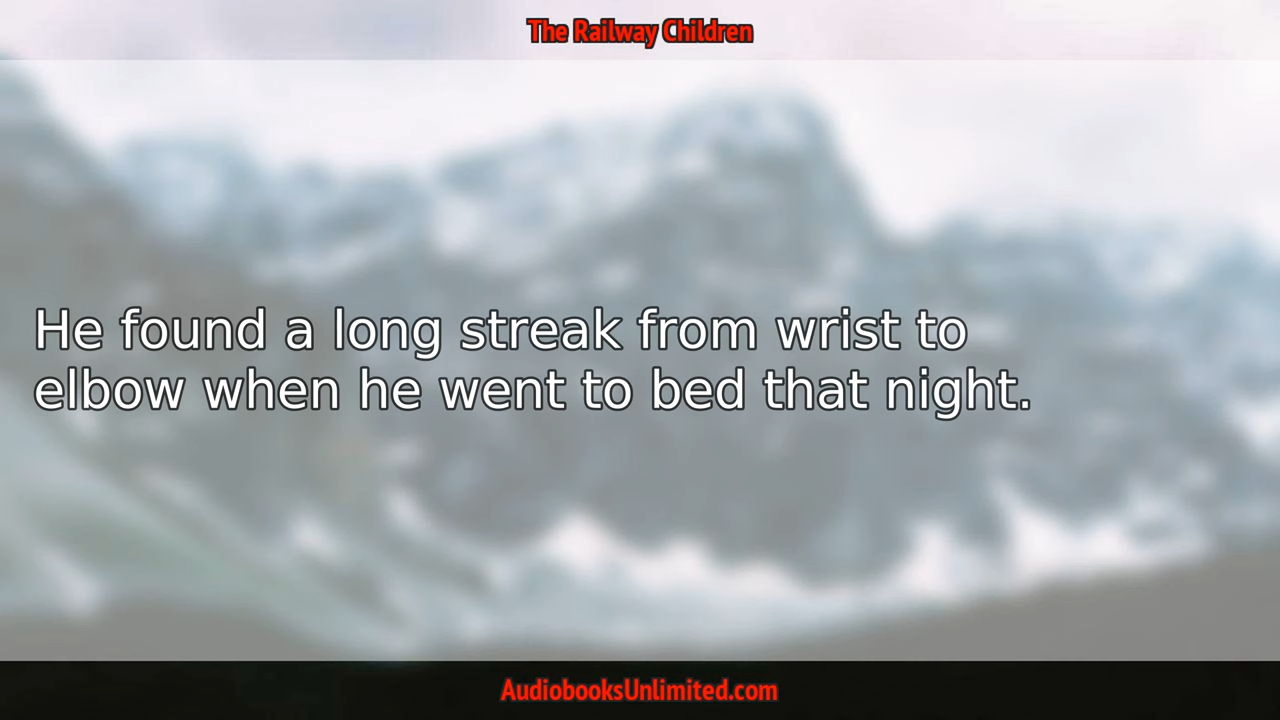 The Railway Children
He found a long streak from wrist to
elbow when he went to bed that night.
AudiobooksUnlimited.com